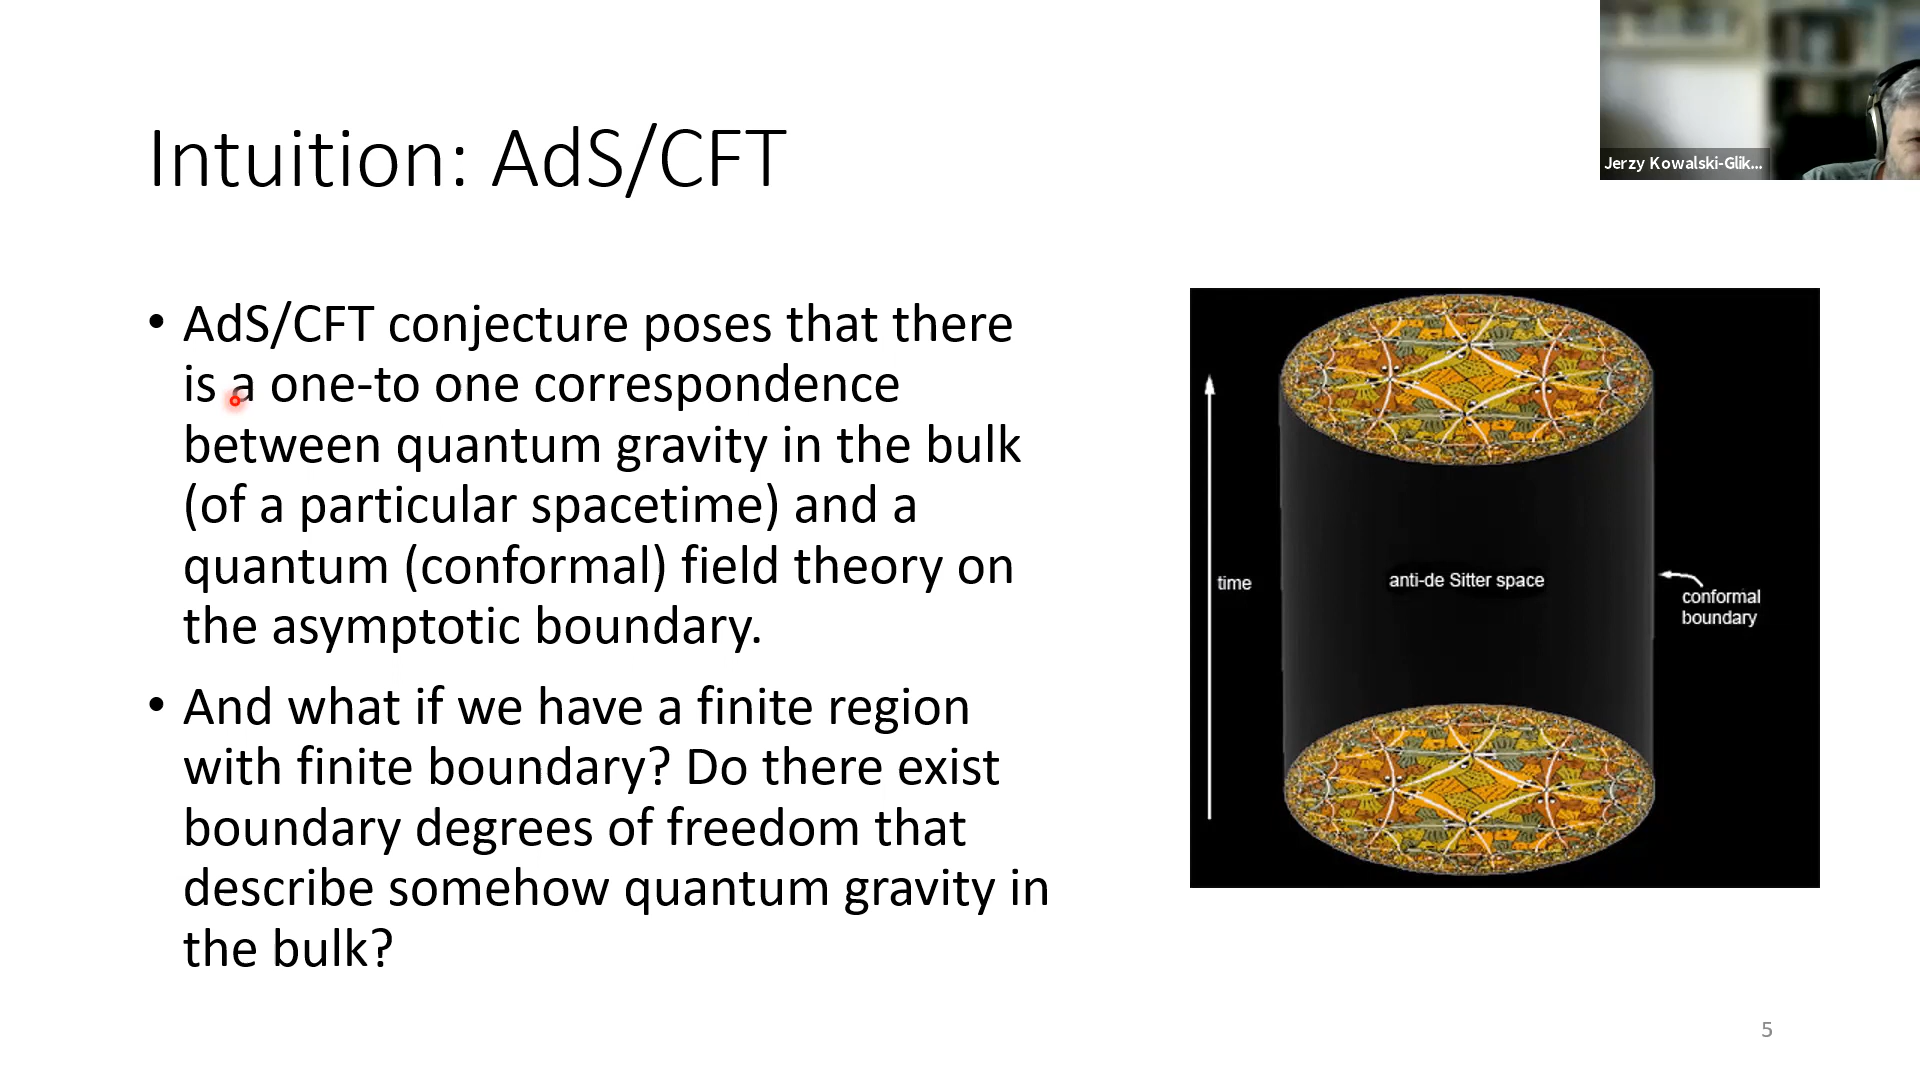 Jerzy Kowalski-Glik...
Intuition: AdS/CFT
• AdS/CFT conjecture poses that there
is a one-to one correspondence
between quantum gravity in the bulk
(of a particular spacetime) and a
quantum (conformal) field theory on
the asymptotic boundary.
• And what if we have a finite region
with finite boundary? Do there exist
boundary degrees of freedom that
describe somehow quantum gravity in
the bulk?
time
anti-de Sitter space
conformal
boundary
5